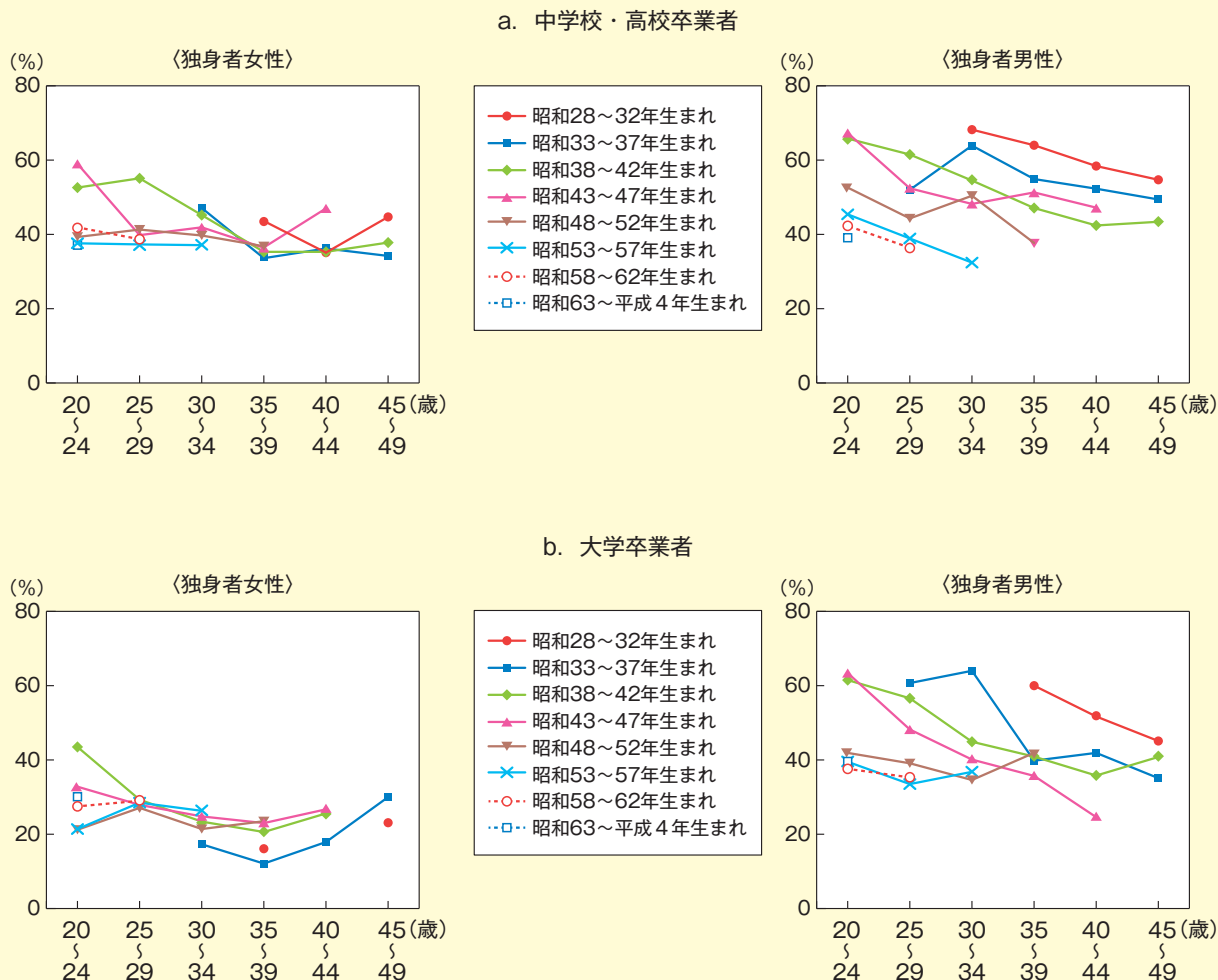 a. 中学校・高校卒業者
(%)
〈独身者女性〉
80
60
40
20
0
20〜24
25〜29
30〜34
35〜39
40〜44
45〜49
(歳)
昭和28〜32年生まれ
昭和33〜37年生まれ
昭和38〜42年生まれ
昭和43〜47年生まれ
昭和48〜52年生まれ
昭和53〜57年生まれ
昭和58〜62年生まれ
昭和63〜平成4年生まれ
(%)
〈独身者男性〉
80
60
40
20
0
20〜24
25〜29
30〜34
35〜39
40〜44
45〜49
(歳)
b. 大学卒業者
(%)
〈独身者女性〉
80
60
40
20
0
20〜24
25〜29
30〜34
35〜39
40〜44
45〜49
(歳)
昭和28〜32年生まれ
昭和33〜37年生まれ
昭和38〜42年生まれ
昭和43〜47年生まれ
昭和48〜52年生まれ
昭和53〜57年生まれ
昭和58〜62年生まれ
昭和63〜平成4年生まれ
(%)
〈独身者男性〉
80
60
40
20
0
20〜24
25〜29
30〜34
35〜39
40〜44
45〜49
(歳)